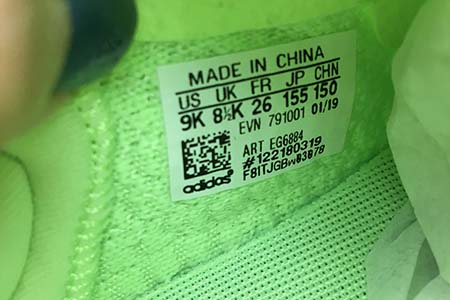 MADE IN CHINA
US UK FR JP CHN
9K 8½K 26 155 150
EVN 791001 01/19
ART EG6884
#122180319
adidas®